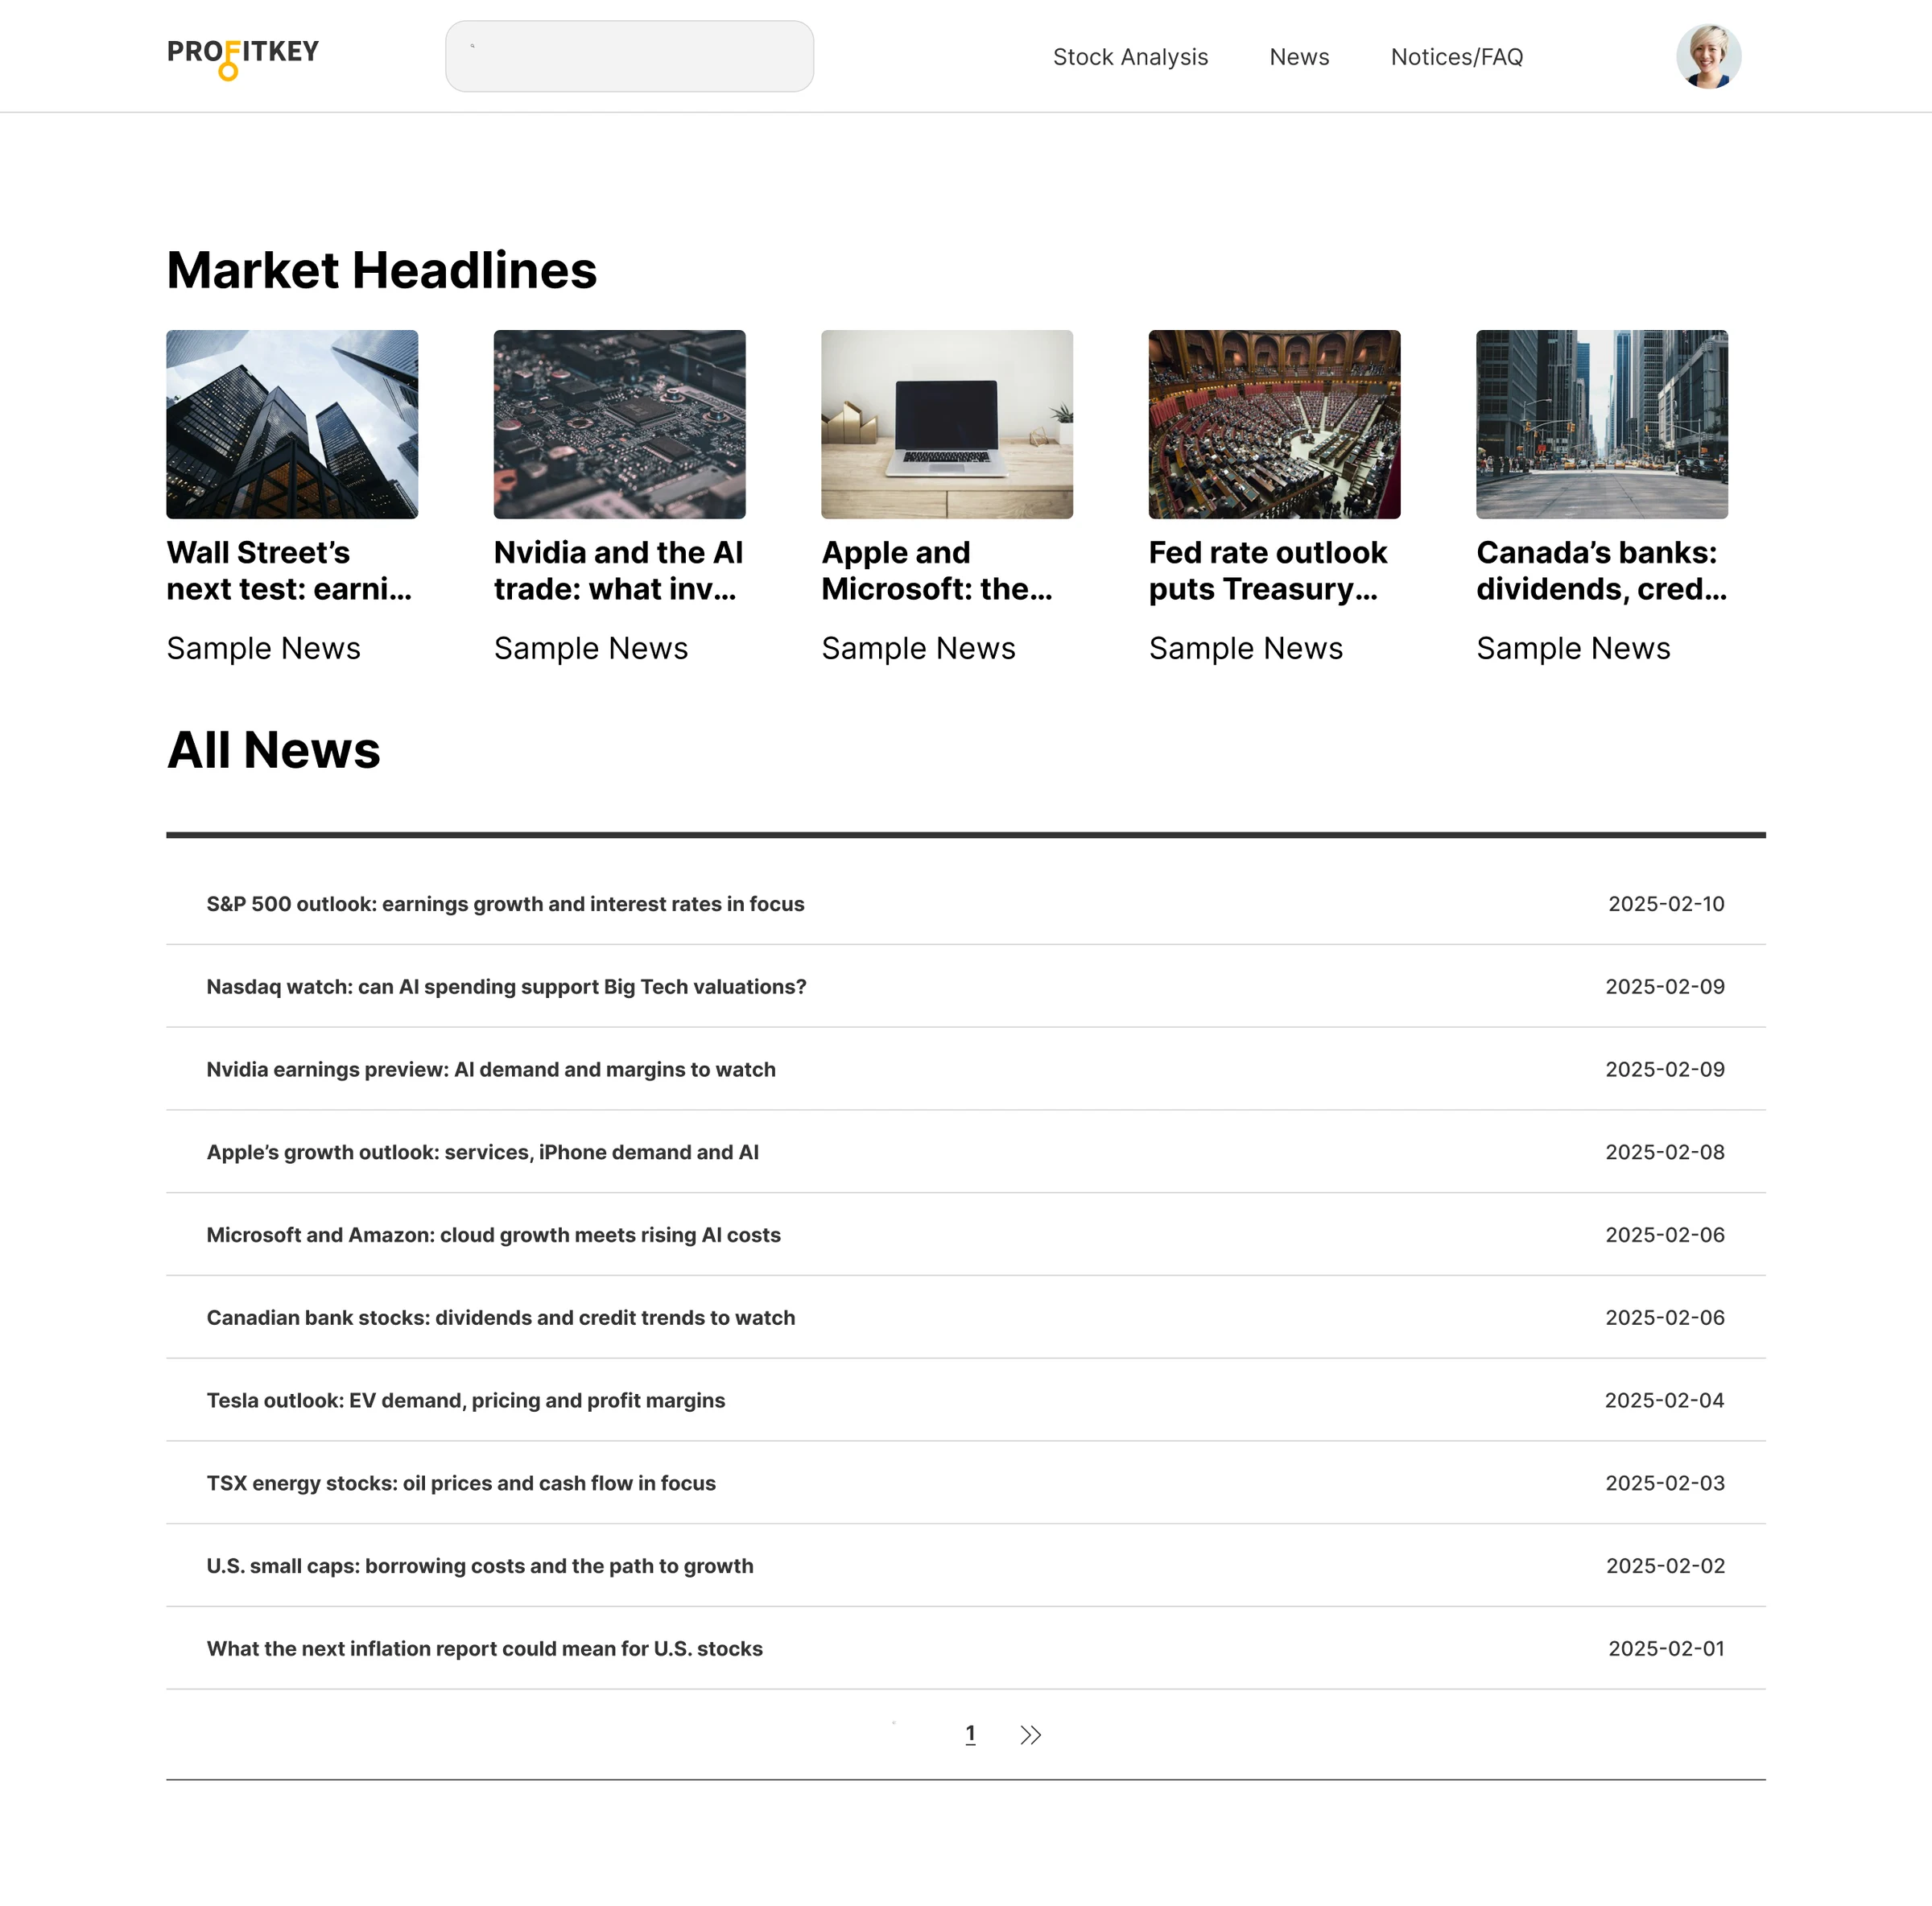 PROFITKEY
Stock Analysis
News
Notices/FAQ
Market Headlines
Wall Street’s
next test: earni...
Sample News
Nvidia and the AI
trade: what inv...
Sample News
Apple and
Microsoft: the...
Sample News
Fed rate outlook
puts Treasury...
Sample News
Canada’s banks:
dividends, cred...
Sample News
All News
S&P 500 outlook: earnings growth and interest rates in focus
2025-02-10
Nasdaq watch: can AI spending support Big Tech valuations?
2025-02-09
Nvidia earnings preview: AI demand and margins to watch
2025-02-09
Apple’s growth outlook: services, iPhone demand and AI
2025-02-08
Microsoft and Amazon: cloud growth meets rising AI costs
2025-02-06
Canadian bank stocks: dividends and credit trends to watch
2025-02-06
Tesla outlook: EV demand, pricing and profit margins
2025-02-04
TSX energy stocks: oil prices and cash flow in focus
2025-02-03
U.S. small caps: borrowing costs and the path to growth
2025-02-02
What the next inflation report could mean for U.S. stocks
2025-02-01
1